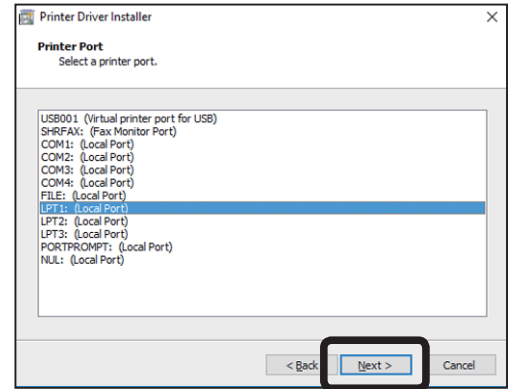 Printer Driver Installer
Printer Port
Select a printer port.
USB001 (Virtual printer port for USB)
SHRFAX: (Fax Monitor Port)
COM1: (Local Port)
COM2: (Local Port)
COM3: (Local Port)
COM4: (Local Port)
FILE: (Local Port)
LPT1: (Local Port)
LPT2: (Local Port)
LPT3: (Local Port)
PORTPROMPT: (Local Port)
NUL: (Local Port)
< Back Next > Cancel